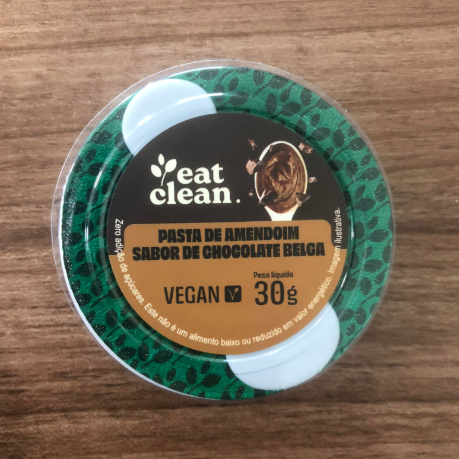 eat
clean.
PASTA DE AMENDOIM
SABOR DE CHOCOLATE BELGA
VEGAN V
Peso líquido
30g
Zero adição de açúcares. Este não é um alimento baixo ou reduzido em valor energético. Imagem ilustrativa.